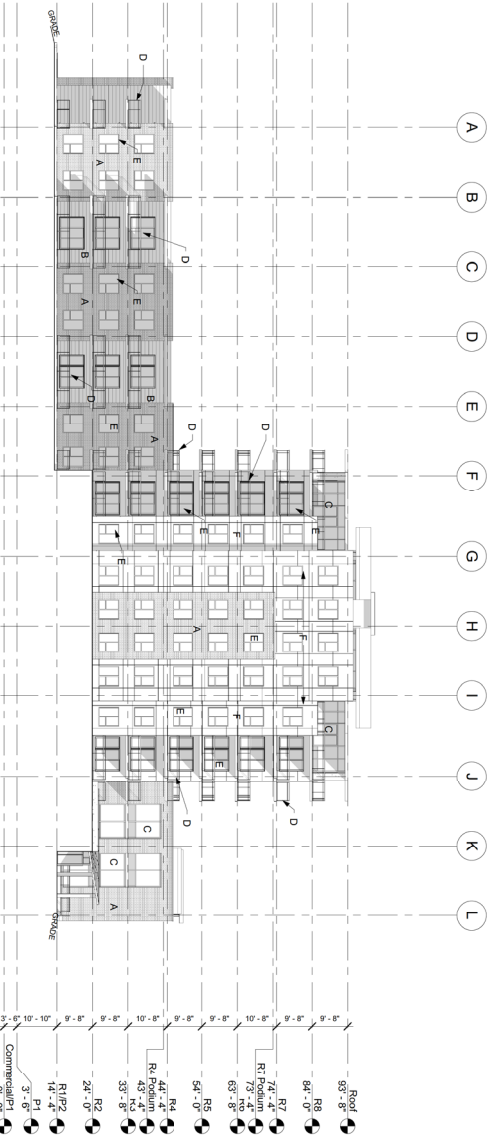 A
B
C
D
E
F
G
H
I
J
K
L
Roof
93' - 8"
9' - 8"
R8
84' - 0"
9' - 8"
R7
74' - 4"
R7 Podium
73' - 4"
10' - 8"
63' - 8"
9' - 8"
R5
54' - 0"
9' - 8"
R4
44' - 4"
R4 Podium
43' - 4"
10' - 8"
R3
33' - 8"
9' - 8"
R2
24' - 0"
9' - 8"
R1/P2
14' - 4"
10' - 10"
P1
3' - 6"
3' - 6"
Commercial/P1
C
C
D
D
E
F
E
F
D
E
F
E
D
D
E
A
E
D
D
E
E
A
B
A
C
C
E
E
A
B
A
D
A
GRADE
GRADE